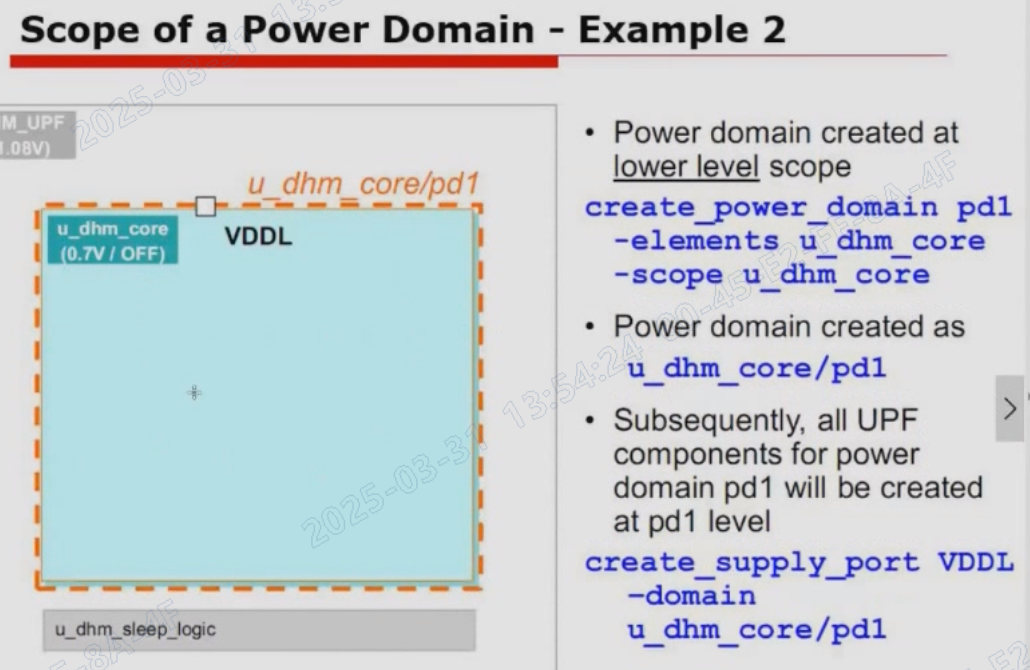 Scope of a Power Domain - Example 2
M_UPF
1.08V)
u_dhm_core/pd1
u_dhm_core
(0.7V / OFF)
VDDL
u_dhm_sleep_logic
• Power domain created at
lower level scope
create_power_domain pd1
-elements u_dhm_core
-scope u_dhm_core
• Power domain created as
u_dhm_core/pd1
• Subsequently, all UPF
components for power
domain pd1 will be created
at pd1 level
create_supply_port VDDL
–domain
u_dhm_core/pd1
2025-03-31 13:54:24